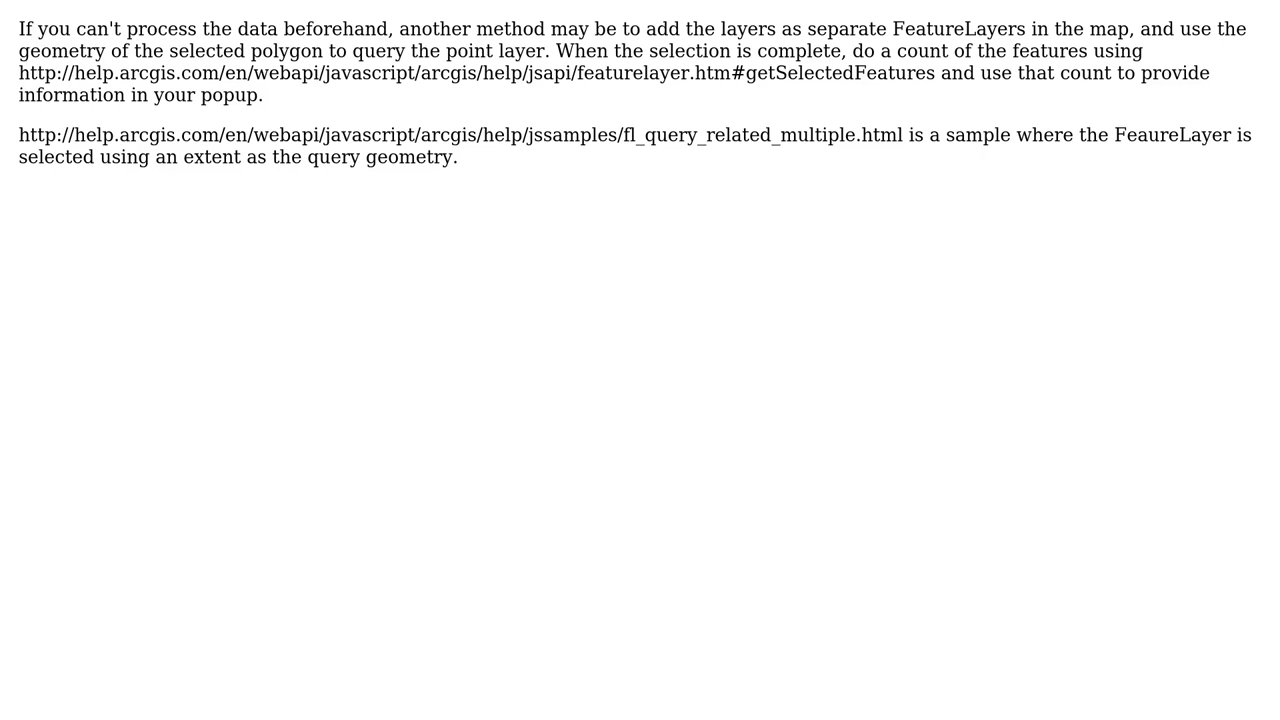 If you can't process the data beforehand, another method may be to add the layers as separate FeatureLayers in the map, and use the
geometry of the selected polygon to query the point layer. When the selection is complete, do a count of the features using
http://help.arcgis.com/en/webapi/javascript/arcgis/help/jsapi/featurelayer.htm#getSelectedFeatures and use that count to provide
information in your popup.
http://help.arcgis.com/en/webapi/javascript/arcgis/help/jssamples/fl_query_related_multiple.html is a sample where the FeaureLayer is
selected using an extent as the query geometry.